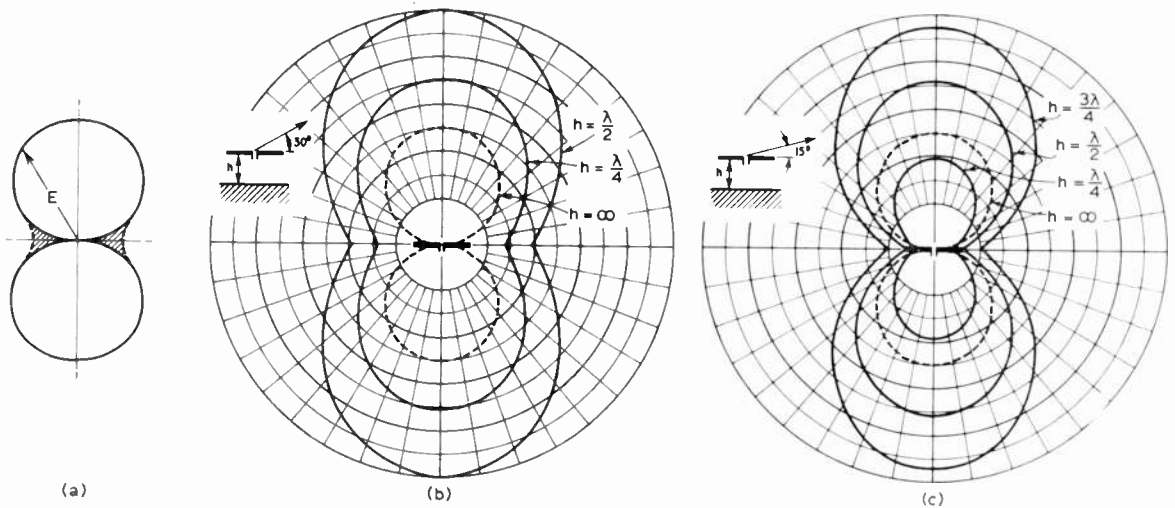 E
(a)
30°
h
h = λ/2
h = λ/4
h = ∞
(b)
15°
h
h = 3λ/4
h = λ/2
h = λ/4
h = ∞
(c)